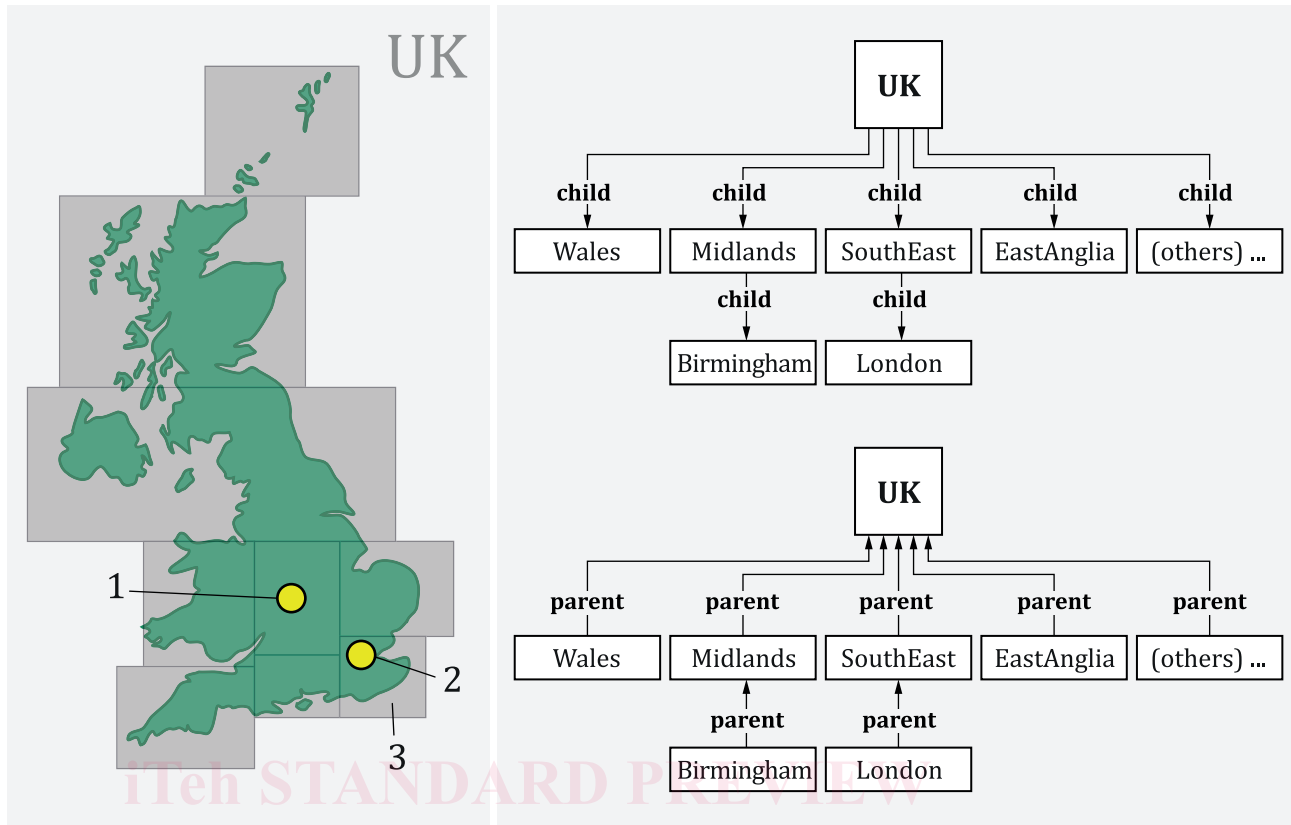 UK
1
2
3
UK
child child child child child
Wales Midlands SouthEast EastAnglia (others) ...
child child
Birmingham London
UK
parent parent parent parent parent
Wales Midlands SouthEast EastAnglia (others) ...
parent parent
Birmingham London
iTeh STANDARD PREVIEW